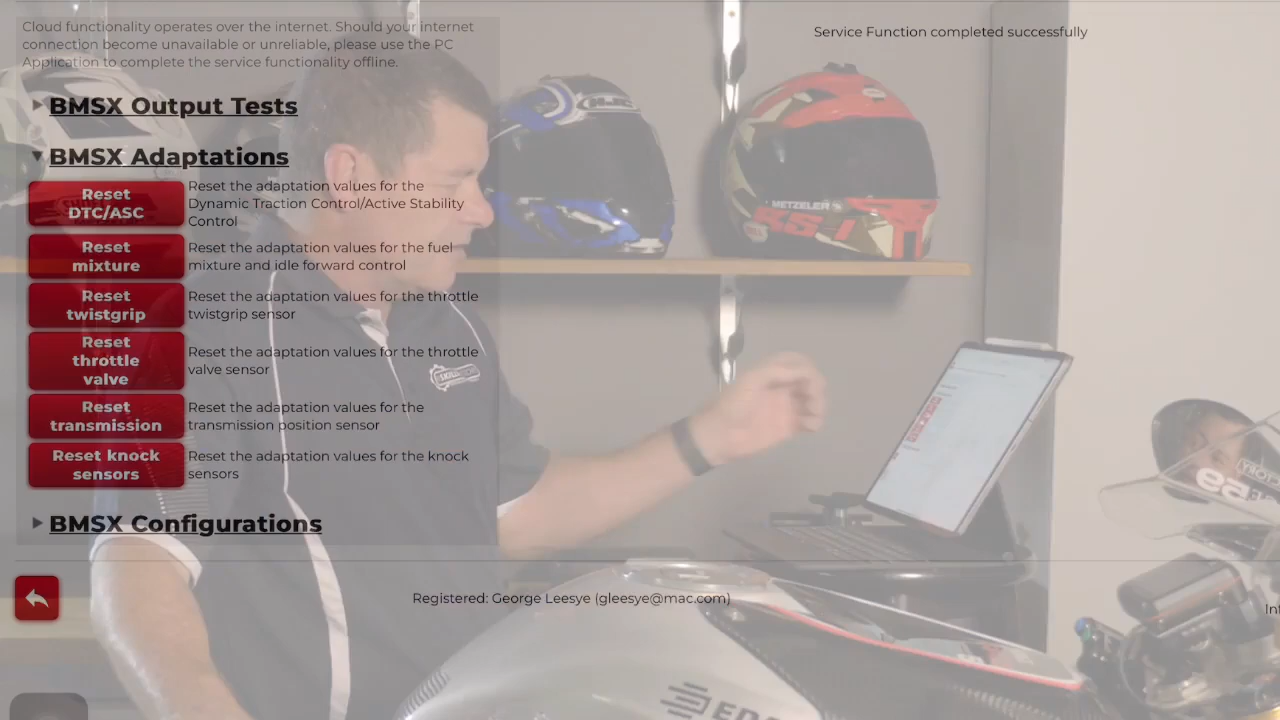 Cloud functionality operates over the internet. Should your internet
connection become unavailable or unreliable, please use the PC
Application to complete the service functionality offline.
Service Function completed successfully
BMSX Output Tests
BMSX Adaptations
Reset
DTC/ASC
Reset the adaptation values for the
Dynamic Traction Control/Active Stability
Control
Reset
mixture
Reset the adaptation values for the fuel
mixture and idle forward control
Reset
twistgrip
Reset the adaptation values for the throttle
twistgrip sensor
Reset
throttle
valve
Reset the adaptation values for the throttle
valve sensor
Reset
transmission
Reset the adaptation values for the
transmission position sensor
Reset knock
sensors
Reset the adaptation values for the knock
sensors
BMSX Configurations
Registered: George Leesye (gleesye@mac.com)
HJC
METZELER